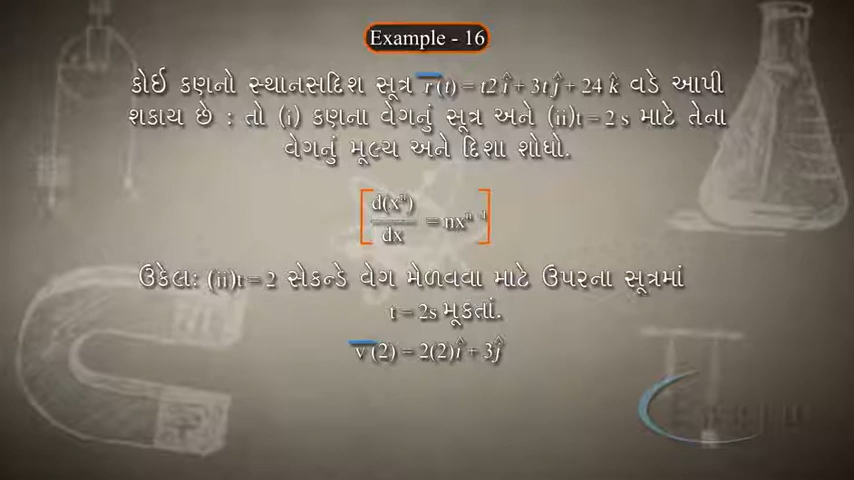 Example - 16
કોઈ કણનો સ્થાનસદિશ સૂત્ર r(t) = t2 î + 3t ĵ + 24 k̂ વડે આપી
શકાય છે : તો (i) કણના વેગનું સૂત્ર અને (ii)t = 2 s માટે તેના
વેગનું મૂલ્ય અને દિશા શોધો.
[d(xⁿ)/dx = nxⁿ⁻¹]
ઉકેલ: (ii)t = 2 સેકન્ડે વેગ મેળવવા માટે ઉપરના સૂત્રમાં
t = 2s મૂકતાં.
v(2) = 2(2)î + 3ĵ